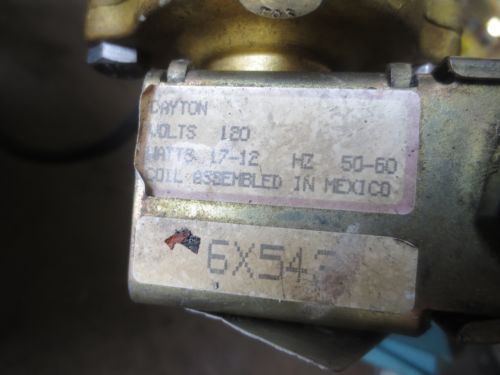 DAYTON
VOLTS 120
WATTS 17-12 HZ 50-60
COIL ASSEMBLED IN MEXICO